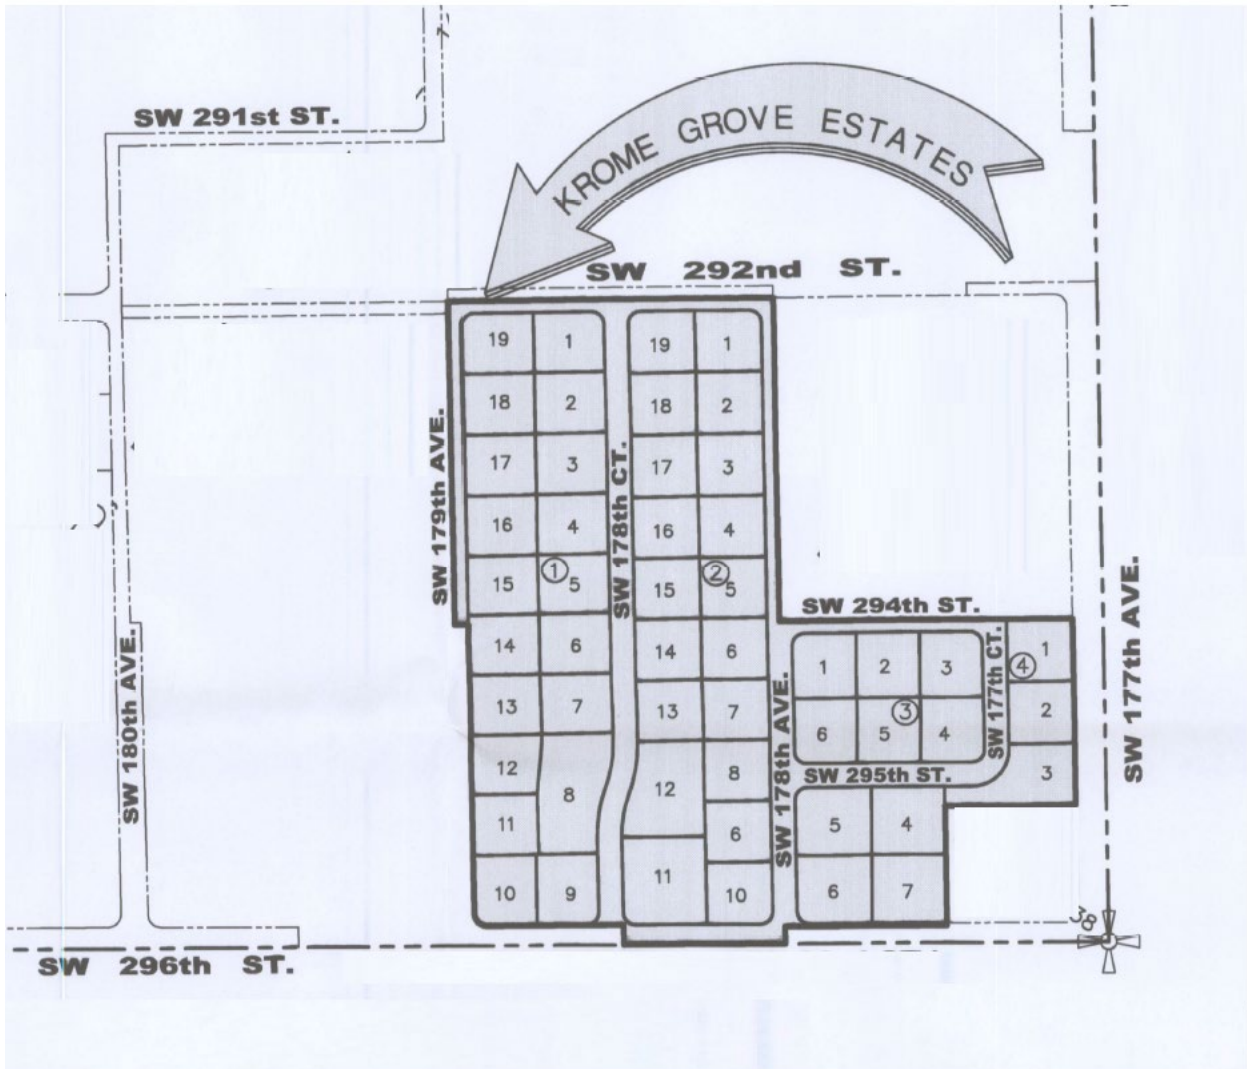 SW 291st ST.
KROME GROVE ESTATES
SW 292nd ST.
19 1 19 1
18 2 18 2
17 3 17 3
16 4 16 4
1 2
15 5 15 5
14 6 14 6
13 7 13 7
12 8 12 8
11 6
10 9 11 10
SW 179th AVE.
SW 178th CT.
SW 180th AVE.
SW 178th AVE.
SW 294th ST.
1 2 3
3
6 5 4
SW 177th CT.
4
1
2
3
SW 177th AVE.
SW 295th ST.
5 4
6 7
38
SW 296th ST.